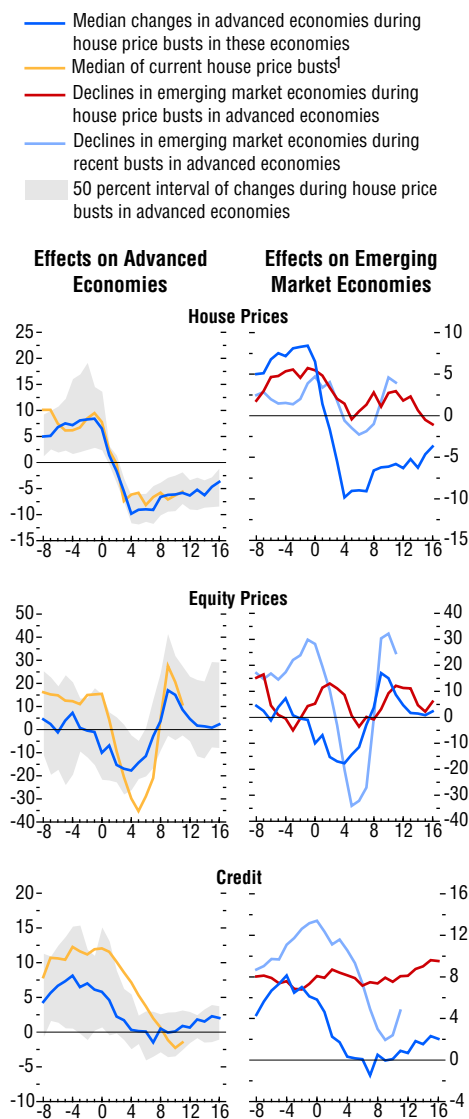 Median changes in advanced economies during
house price busts in these economies
Median of current house price busts1
Declines in emerging market economies during
house price busts in advanced economies
Declines in emerging market economies during
recent busts in advanced economies
50 percent interval of changes during house price
busts in advanced economies
Effects on Advanced
Economies
Effects on Emerging
Market Economies
House Prices
25
20
15
10
5
0
-5
-10
-15
-8 -4 0 4 8 12 16
10
5
0
-5
-10
-15
-8 -4 0 4 8 12 16
Equity Prices
50
40
30
20
10
0
-10
-20
-30
-40
-8 -4 0 4 8 12 16
40
30
20
10
0
-10
-20
-30
-40
-8 -4 0 4 8 12 16
Credit
20
15
10
5
0
-5
-10
-8 -4 0 4 8 12 16
16
12
8
4
0
-4
-8 -4 0 4 8 12 16